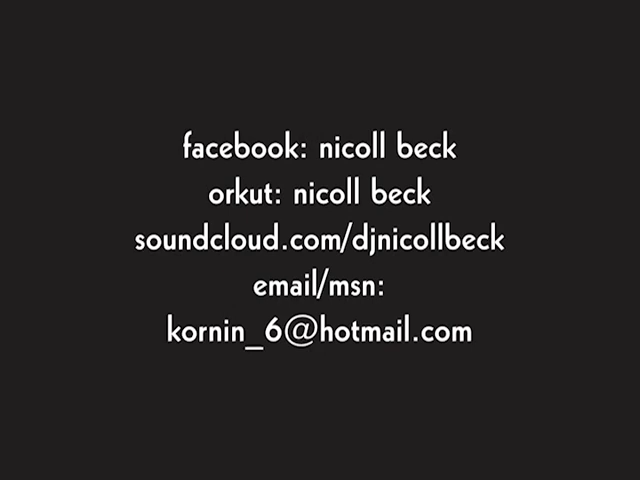 facebook: nicoll beck
orkut: nicoll beck
soundcloud.com/djnicollbeck
email/msn:
kornin_6@hotmail.com